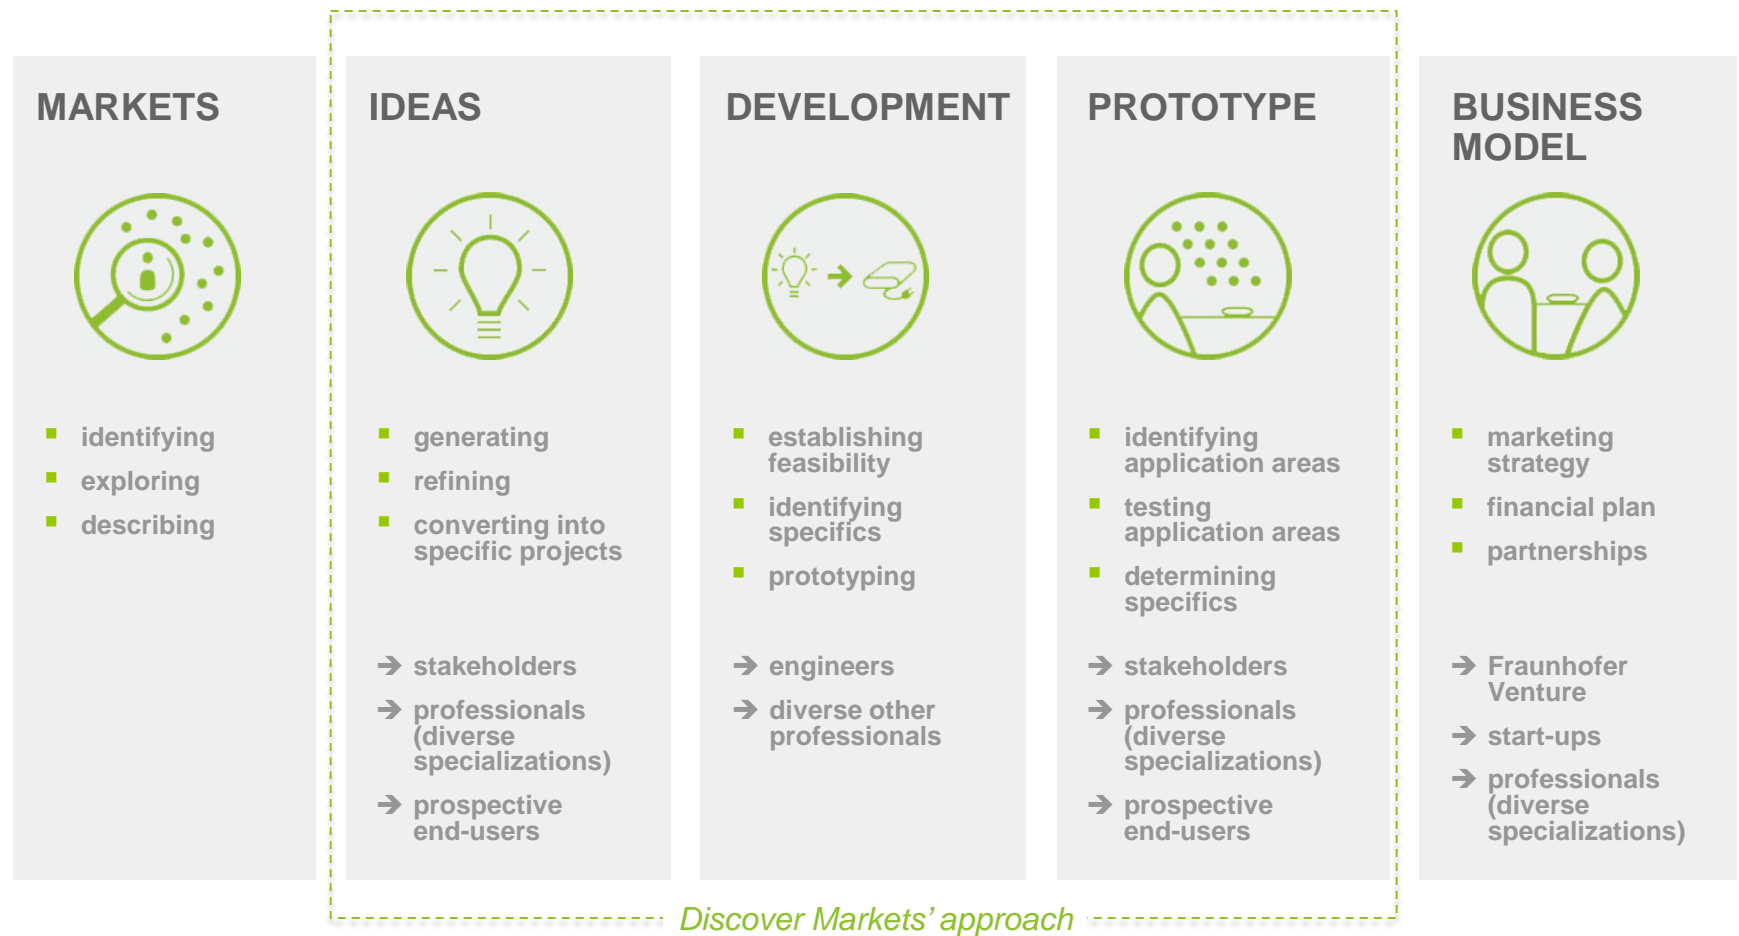 MARKETS
identifying
exploring
describing
IDEAS
generating
refining
converting into
specific projects
➔ stakeholders
➔ professionals
(diverse
specializations)
➔ prospective
end-users
DEVELOPMENT
establishing
feasibility
identifying
specifics
prototyping
➔ engineers
➔ diverse other
professionals
PROTOTYPE
identifying
application areas
testing
application areas
determining
specifics
➔ stakeholders
➔ professionals
(diverse
specializations)
➔ prospective
end-users
BUSINESS
MODEL
marketing
strategy
financial plan
partnerships
➔ Fraunhofer
Venture
➔ start-ups
➔ professionals
(diverse
specializations)
Discover Markets’ approach